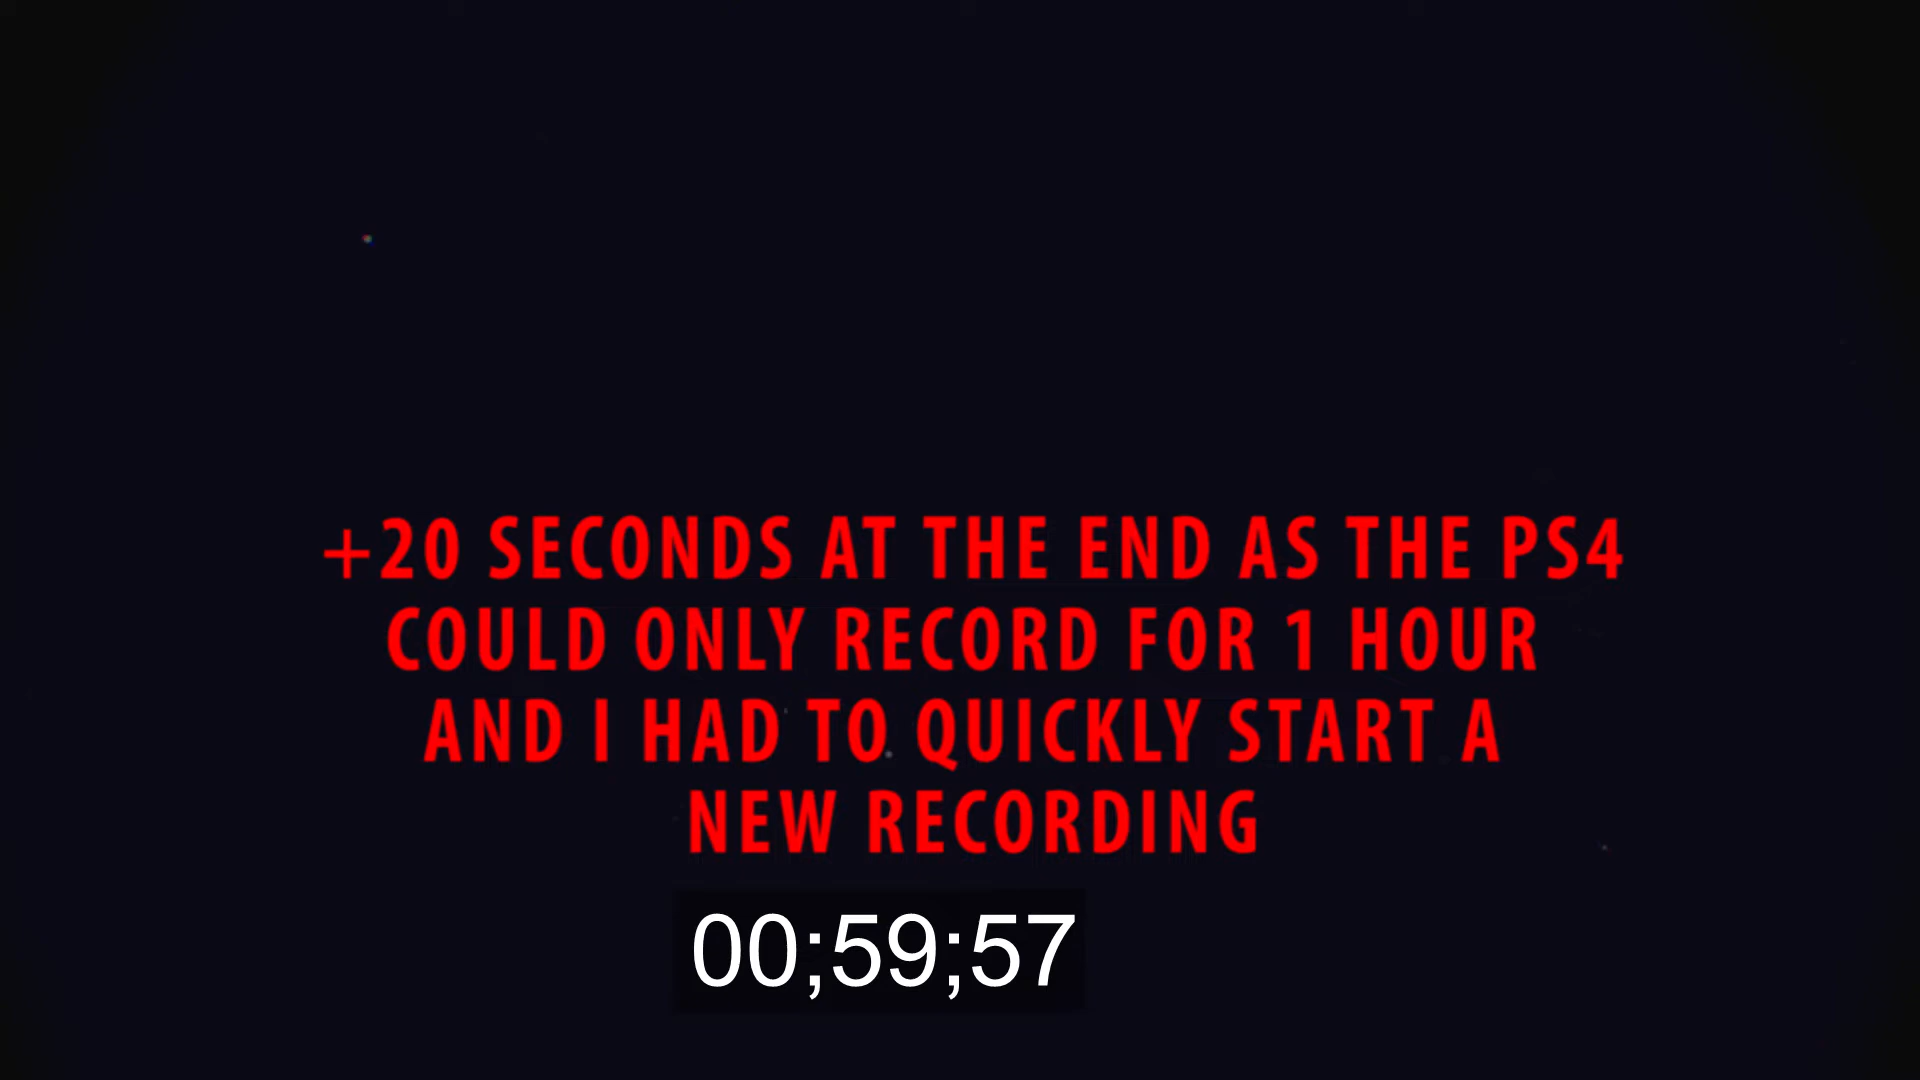 +20 SECONDS AT THE END AS THE PS4
COULD ONLY RECORD FOR 1 HOUR
AND I HAD TO QUICKLY START A
NEW RECORDING
00;59;57